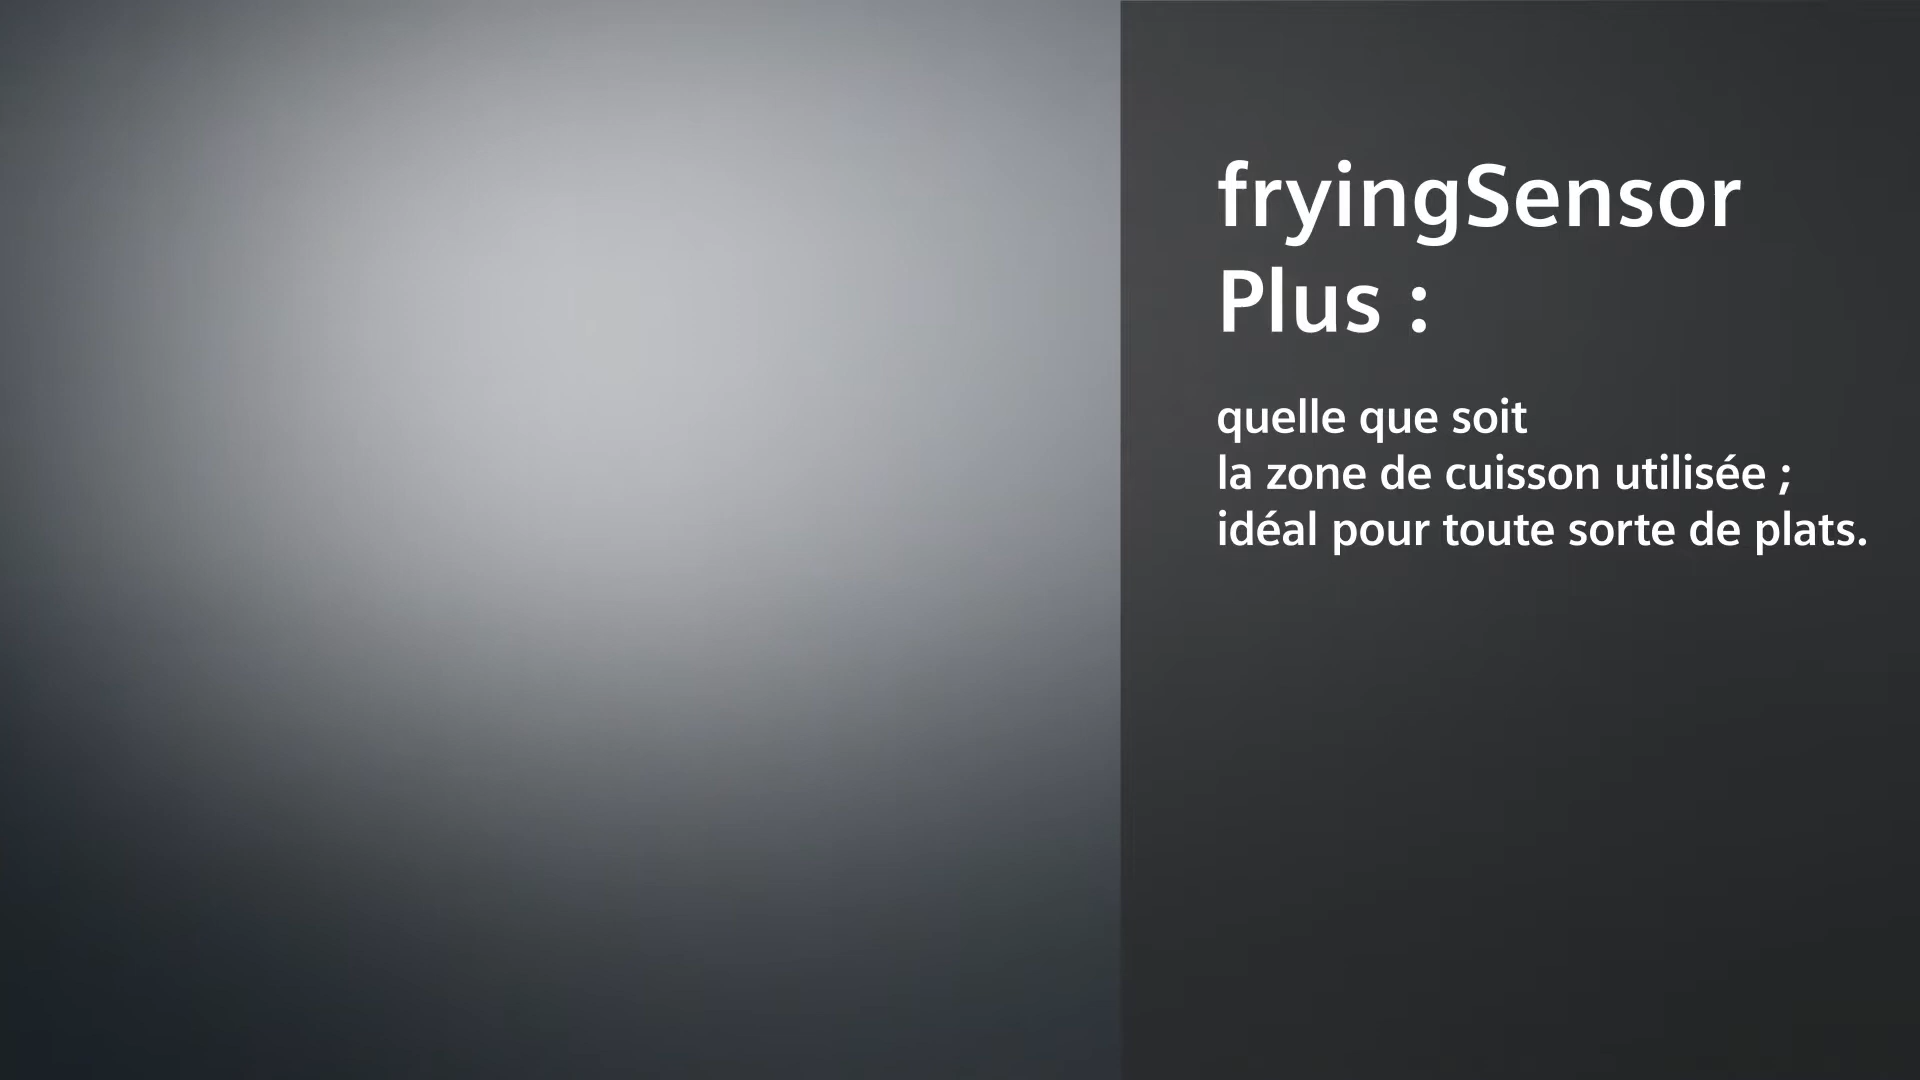 fryingSensor
Plus :
quelle que soit
la zone de cuisson utilisée ;
idéal pour toute sorte de plats.